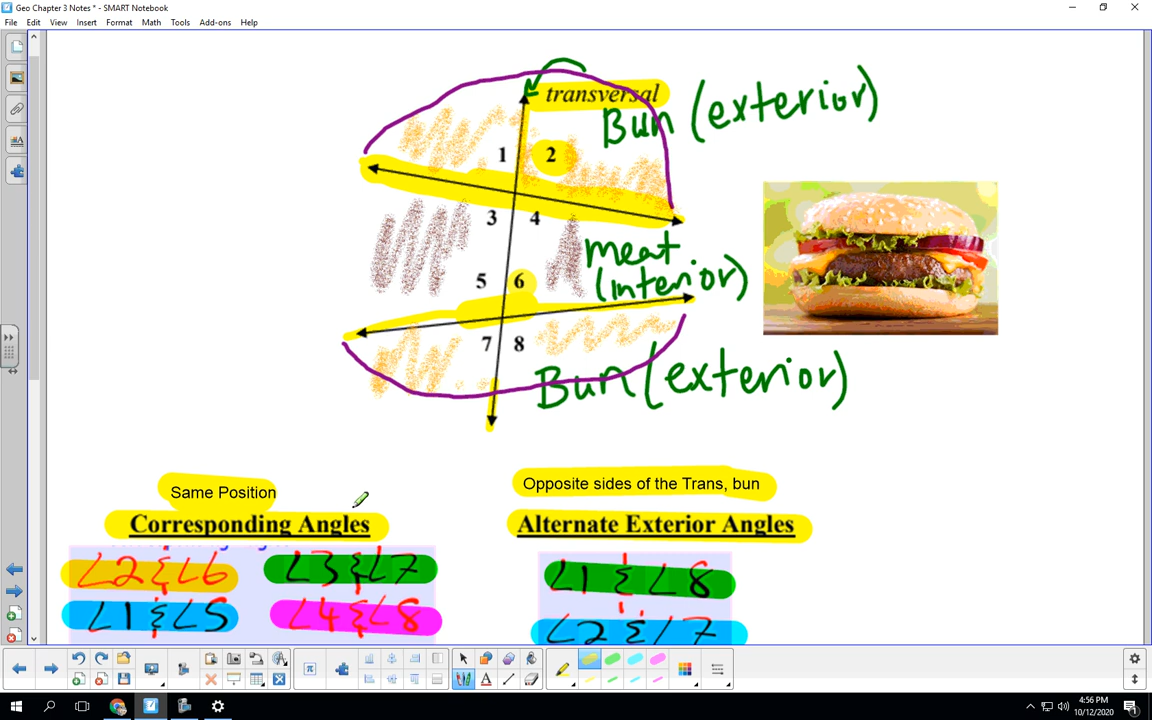 Geo Chapter 3 Notes * - SMART Notebook
File Edit View Insert Format Math Tools Add-ons Help
transversal
Bun (exterior)
1 2
3 4
meat
(interior)
5 6
7 8
Bun (exterior)
Same Position
Opposite sides of the Trans, bun
Corresponding Angles
Alternate Exterior Angles
∠2 & ∠6 ∠3 & ∠7
∠1 & ∠8
∠1 & ∠5 ∠4 & ∠8
∠2 & ∠7
4:56 PM
10/12/2020